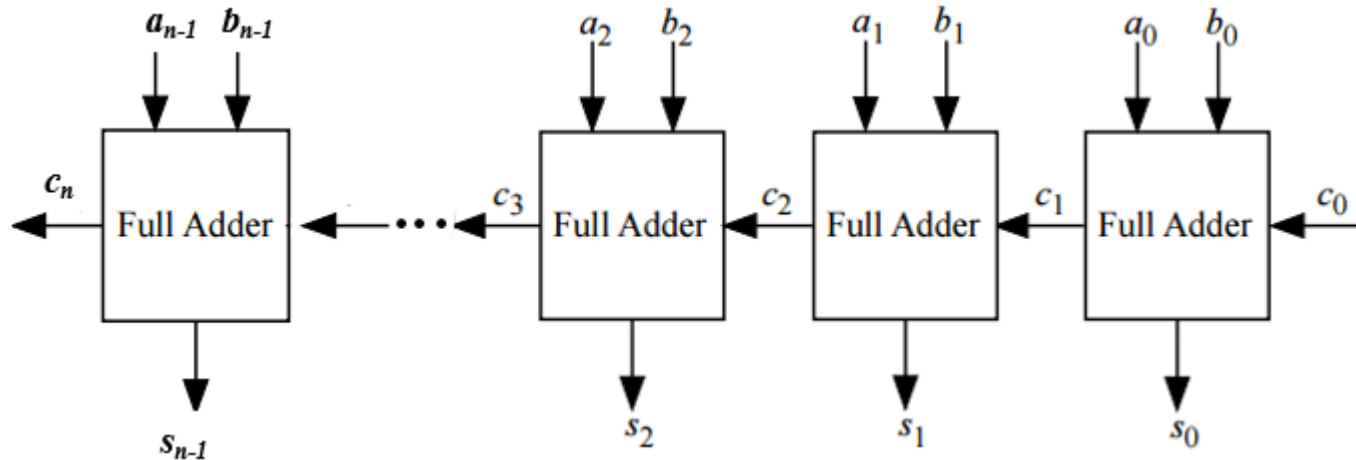 a_{n-1} b_{n-1} a_2 b_2 a_1 b_1 a_0 b_0
c_n Full Adder ••• c_3 Full Adder c_2 Full Adder c_1 Full Adder c_0
s_{n-1} s_2 s_1 s_0